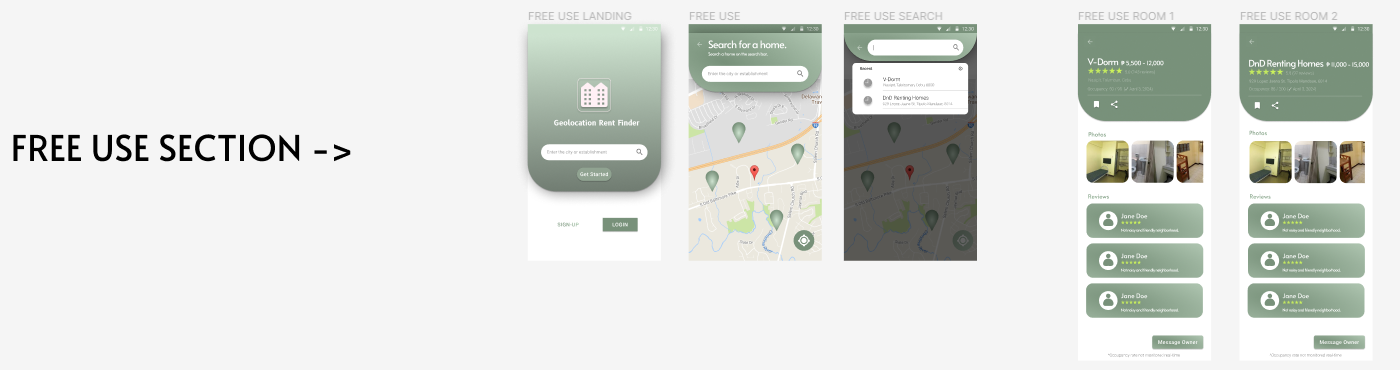 FREE USE SECTION ->
FREE USE LANDING
12:30
Geolocation Rent Finder
Enter the city or establishment
Get Started
SIGN-UP
LOGIN
FREE USE
12:30
Search for a home.
Search a home on the search bar.
Enter the city or establishment
FREE USE SEARCH
12:30
Recent
V-Dorm
DnD Renting Homes
FREE USE ROOM 1
12:30
V-Dorm ₱ 5,500 - 12,000
Photos
Reviews
Jane Doe
Not noisy and friendly neighborhood.
Jane Doe
Not noisy and friendly neighborhood.
Jane Doe
Not noisy and friendly neighborhood.
Message Owner
FREE USE ROOM 2
12:30
DnD Renting Homes ₱ 11,000 - 15,000
Photos
Reviews
Jane Doe
Not noisy and friendly neighborhood.
Jane Doe
Not noisy and friendly neighborhood.
Jane Doe
Not noisy and friendly neighborhood.
Message Owner